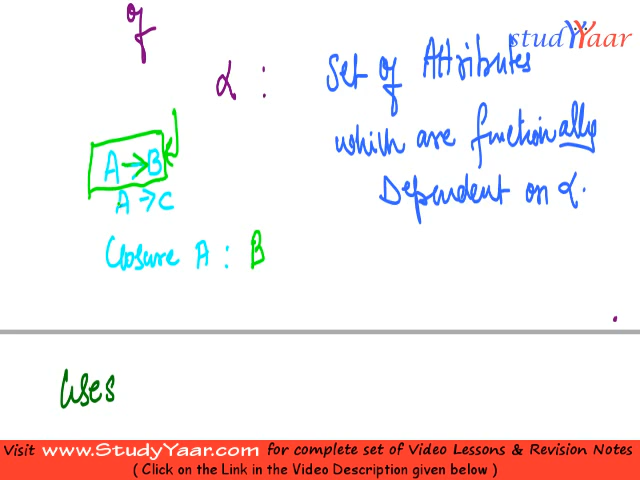 of
studyYaar
α :
Set of Attributes
which are functionally
Dependent on α.
A → B
A → C
Closure A : B
Uses
Visit www.StudyYaar.com for complete set of Video Lessons & Revision Notes
( Click on the Link in the Video Description given below )